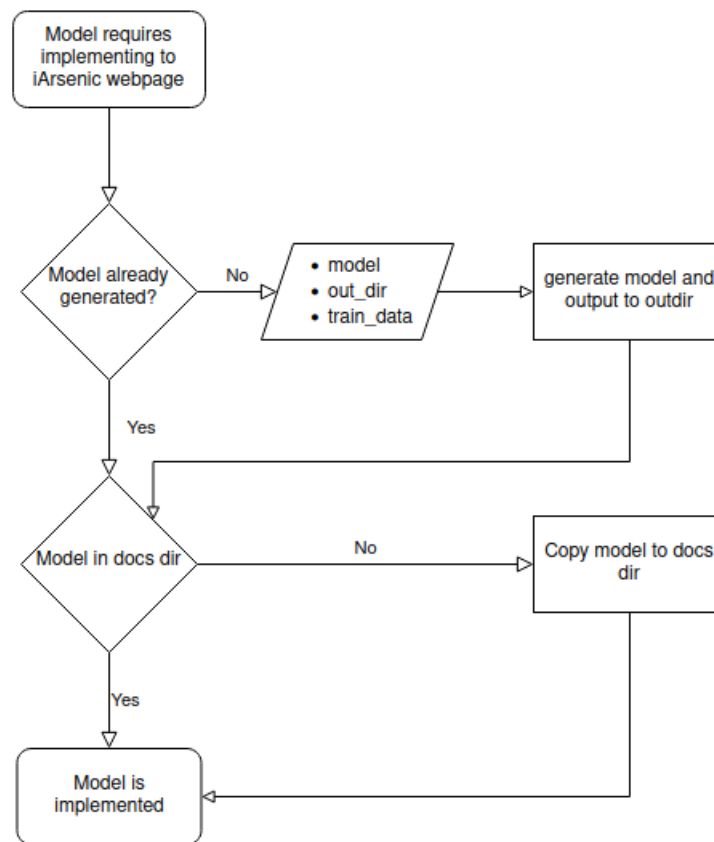 Model requires
implementing to
iArsenic webpage
Model already
generated?
No
• model
• out_dir
• train_data
generate model and
output to outdir
Yes
Model in docs dir
No
Copy model to docs
dir
Yes
Model is
implemented